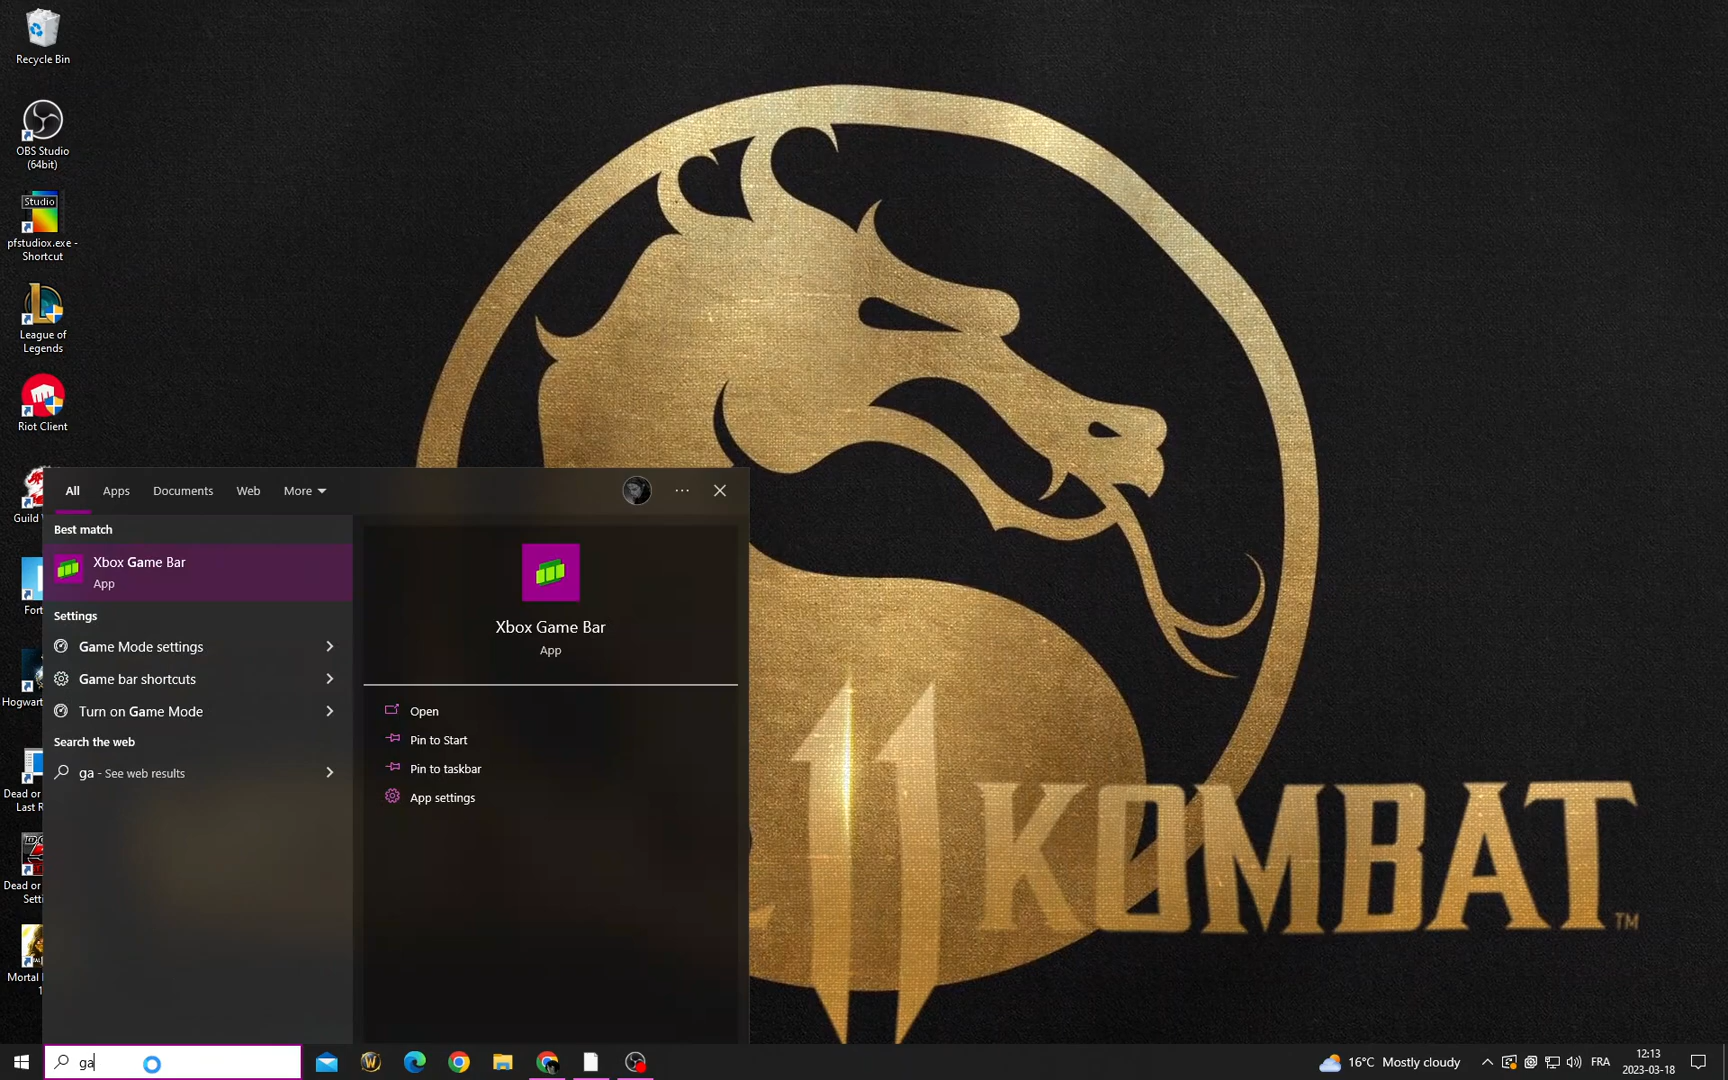 Recycle Bin
OBS Studio
(64bit)
Studio
pfstudiox.exe -
Shortcut
League of
Legends
Riot Client
Guild
Fort
Hogwart
Dead or
Last R
Dead or
Setti
Mortal
1
All
Apps
Documents
Web
More
Best match
Xbox Game Bar
App
Settings
Game Mode settings
Game bar shortcuts
Turn on Game Mode
Search the web
ga - See web results
Xbox Game Bar
App
Open
Pin to Start
Pin to taskbar
App settings
11
KOMBAT™
ga
16°C Mostly cloudy
FRA
12:13
2023-03-18